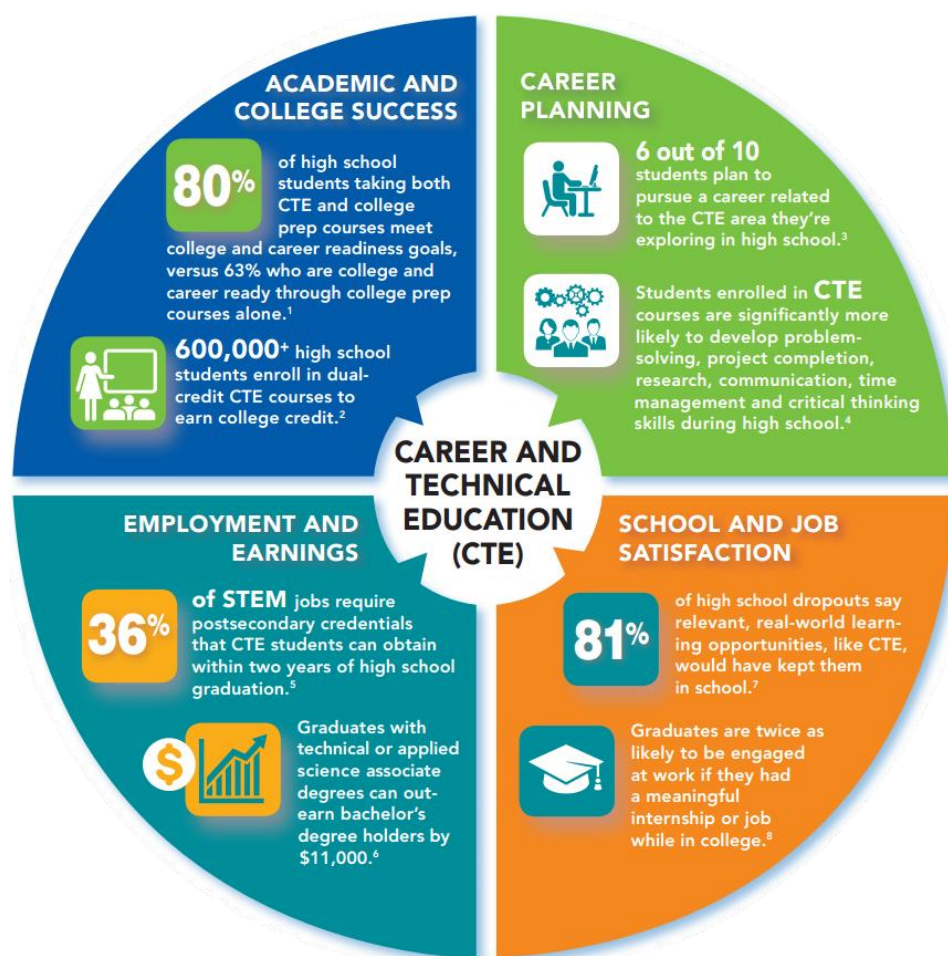 ACADEMIC AND
COLLEGE SUCCESS
80%
of high school
students taking both
CTE and college
prep courses meet
college and career readiness goals,
versus 63% who are college and
career ready through college prep
courses alone.¹
600,000⁺ high school
students enroll in dual-
credit CTE courses to
earn college credit.²
CAREER
PLANNING
6 out of 10
students plan to
pursue a career related
to the CTE area they're
exploring in high school.³
Students enrolled in CTE
courses are significantly more
likely to develop problem-
solving, project completion,
research, communication, time
management and critical thinking
skills during high school.⁴
CAREER AND
TECHNICAL
EDUCATION
(CTE)
EMPLOYMENT AND
EARNINGS
36%
of STEM jobs require
postsecondary credentials
that CTE students can obtain
within two years of high school
graduation.⁵
$
Graduates with
technical or applied
science associate
degrees can out-
earn bachelor's
degree holders by
$11,000.⁶
SCHOOL AND JOB
SATISFACTION
81%
of high school dropouts say
relevant, real-world learn-
ing opportunities, like CTE,
would have kept them
in school.⁷
Graduates are twice as
likely to be engaged
at work if they had
a meaningful
internship or job
while in college.⁸